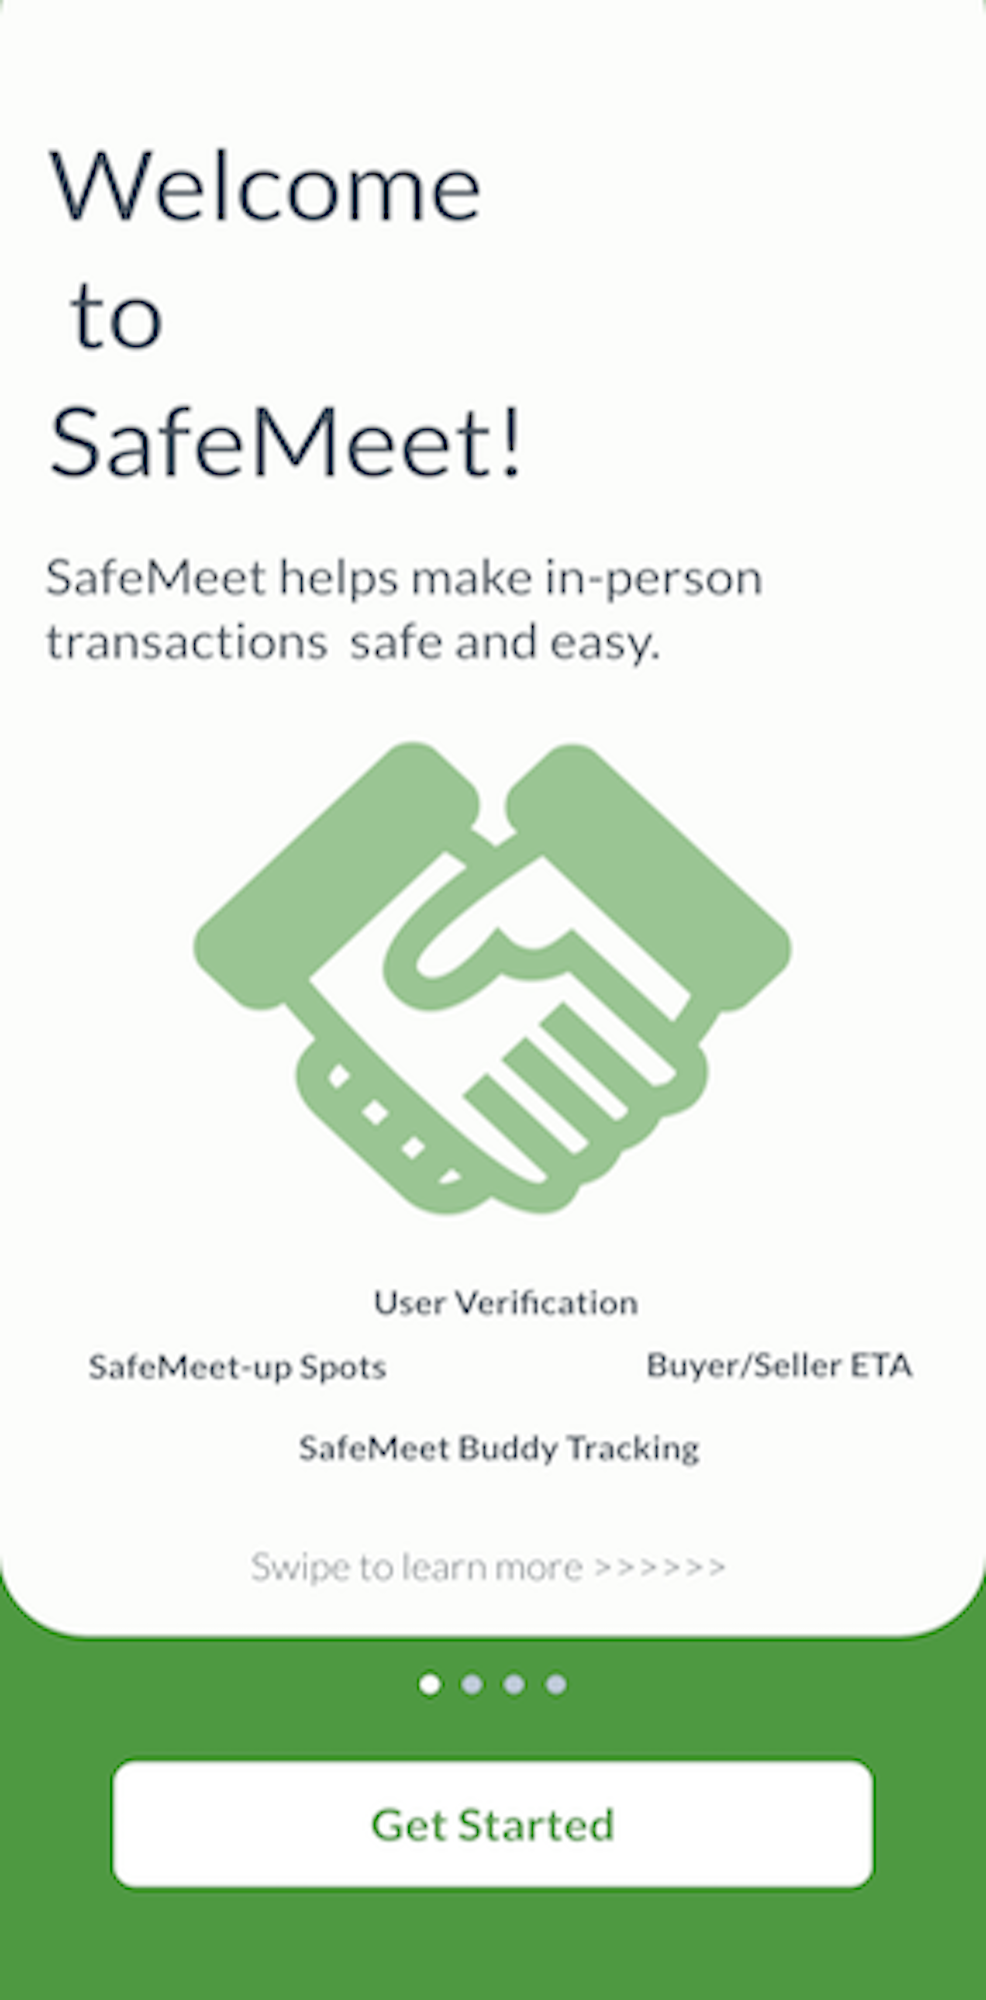 Welcome
to
SafeMeet!
SafeMeet helps make in-person
transactions  safe and easy.
User Verification
SafeMeet-up Spots
Buyer/Seller ETA
SafeMeet Buddy Tracking
Swipe to learn more >>>>>>
Get Started